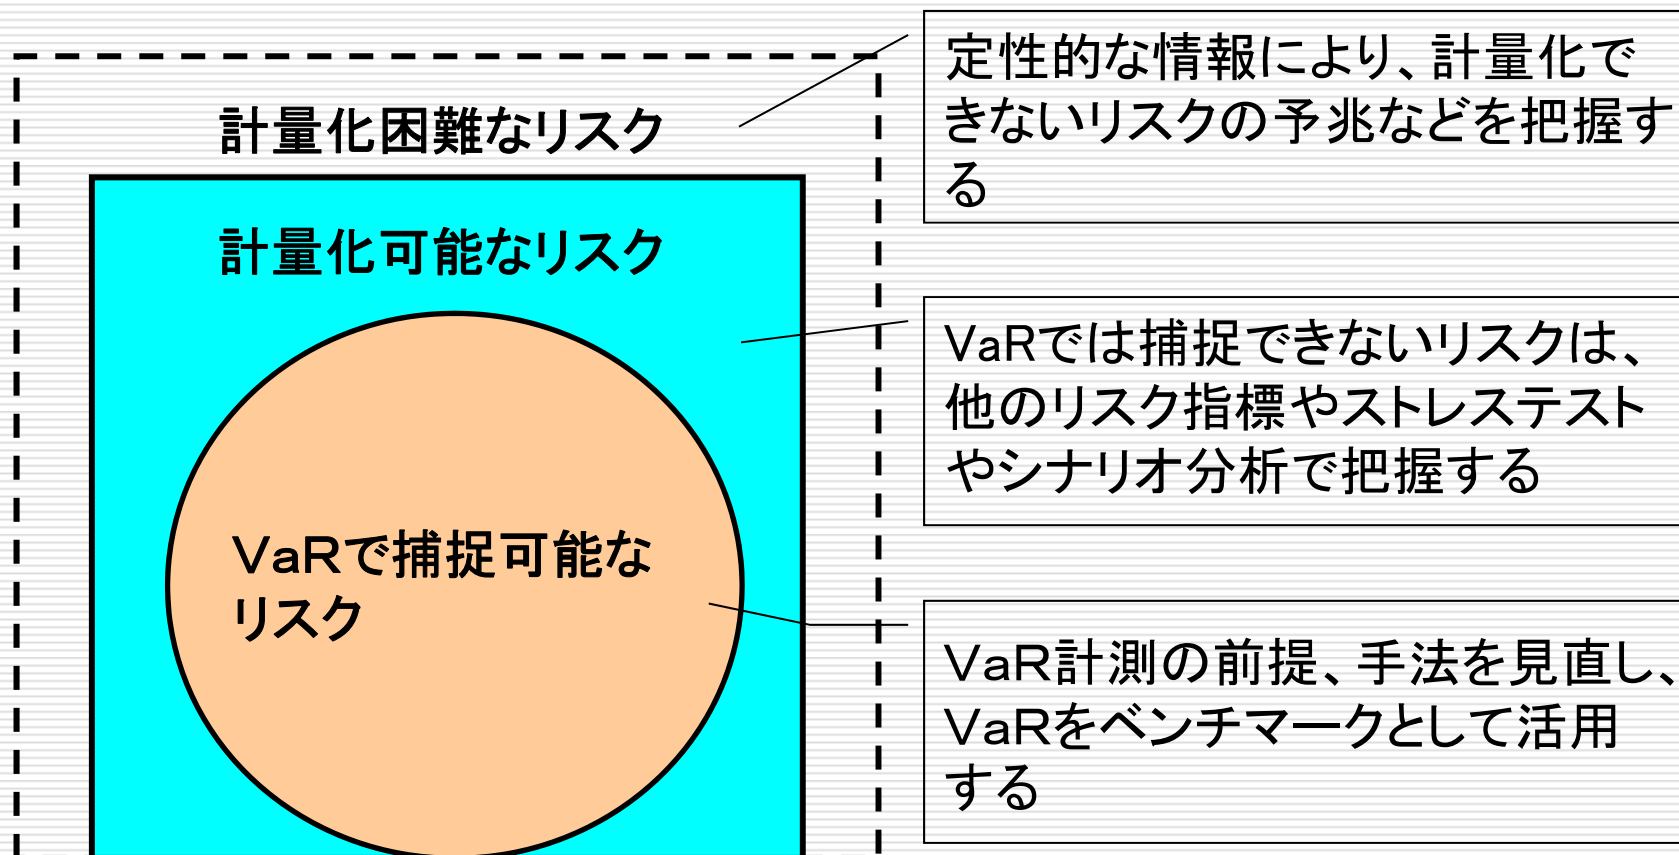 計量化困難なリスク
計量化可能なリスク
VaRで捕捉可能な
リスク
定性的な情報により、計量化で
きないリスクの予兆などを把握す
る
VaRでは捕捉できないリスクは、
他のリスク指標やストレステスト
やシナリオ分析で把握する
VaR計測の前提、手法を見直し、
VaRをベンチマークとして活用
する